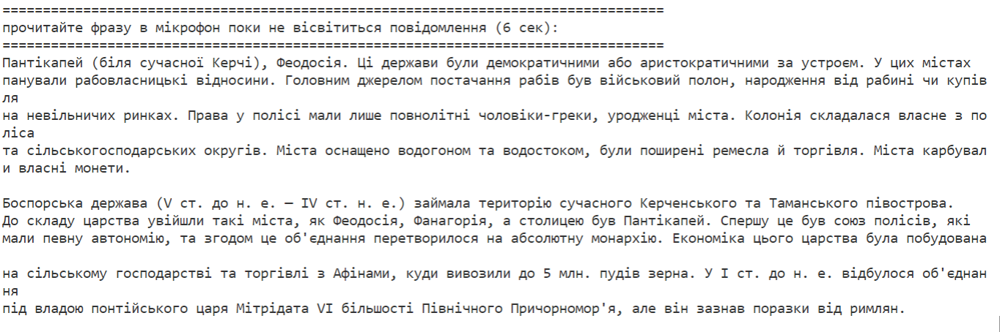 ==================================================================================
прочитайте фразу в мікрофон поки не вісвітиться повідомлення (6 сек):
==================================================================================
Пантікапей (біля сучасної Керчі), Феодосія. Ці держави були демократичними або аристократичними за устроєм. У цих містах
панували рабовласницькі відносини. Головним джерелом постачання рабів був військовий полон, народження від рабині чи купів
ля
на невільничих ринках. Права у полісі мали лише повнолітні чоловіки-греки, уродженці міста. Колонія складалася власне з по
ліса
та сільськогосподарських округів. Міста оснащено водогоном та водостоком, були поширені ремесла й торгівля. Міста карбувал
и власні монети.
Боспорська держава (V ст. до н. е. — IV ст. н. е.) займала територію сучасного Керченського та Таманського півострова.
До складу царства увійшли такі міста, як Феодосія, Фанагорія, а столицею був Пантікапей. Спершу це був союз полісів, які
мали певну автономію, та згодом це об'єднання перетворилося на абсолютну монархію. Економіка цього царства була побудована
на сільському господарстві та торгівлі з Афінами, куди вивозили до 5 млн. пудів зерна. У I ст. до н. е. відбулося об'єднан
ня
під владою понтійського царя Мітрідата VI більшості Північного Причорномор'я, але він зазнав поразки від римлян.